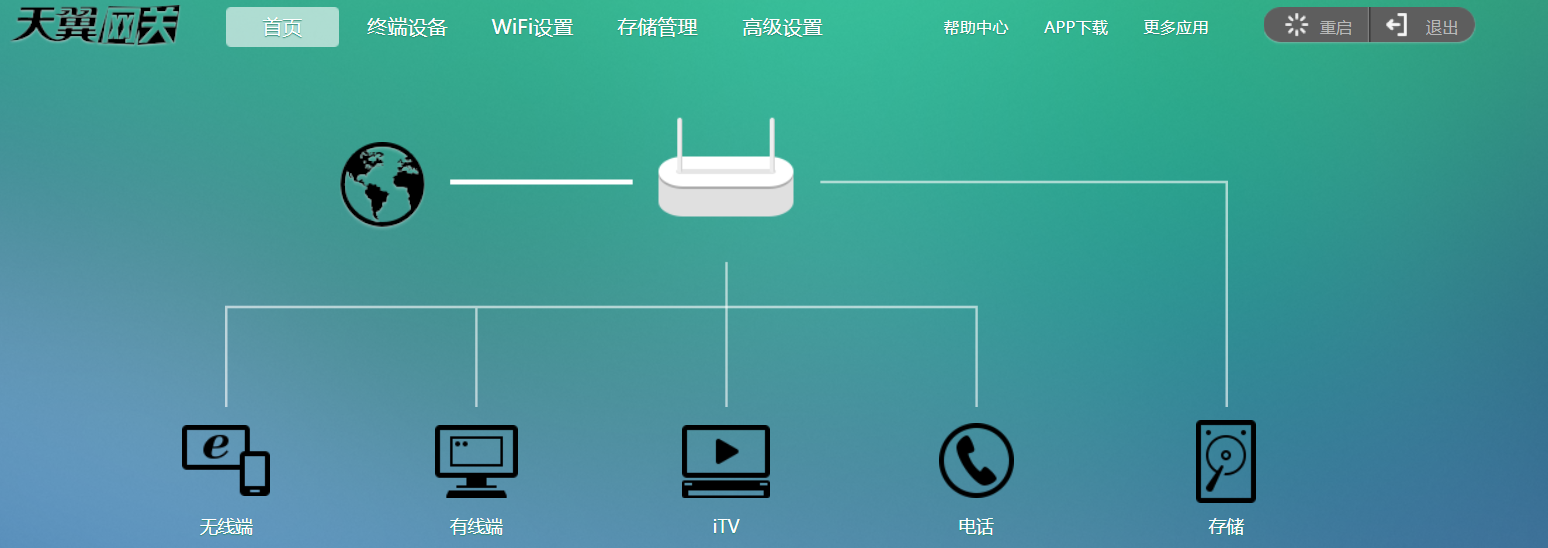 天翼网关 首页 终端设备 WiFi设置 存储管理 高级设置 帮助中心 APP下载 更多应用 重启 退出
e
无线端 有线端 iTV 电话 存储